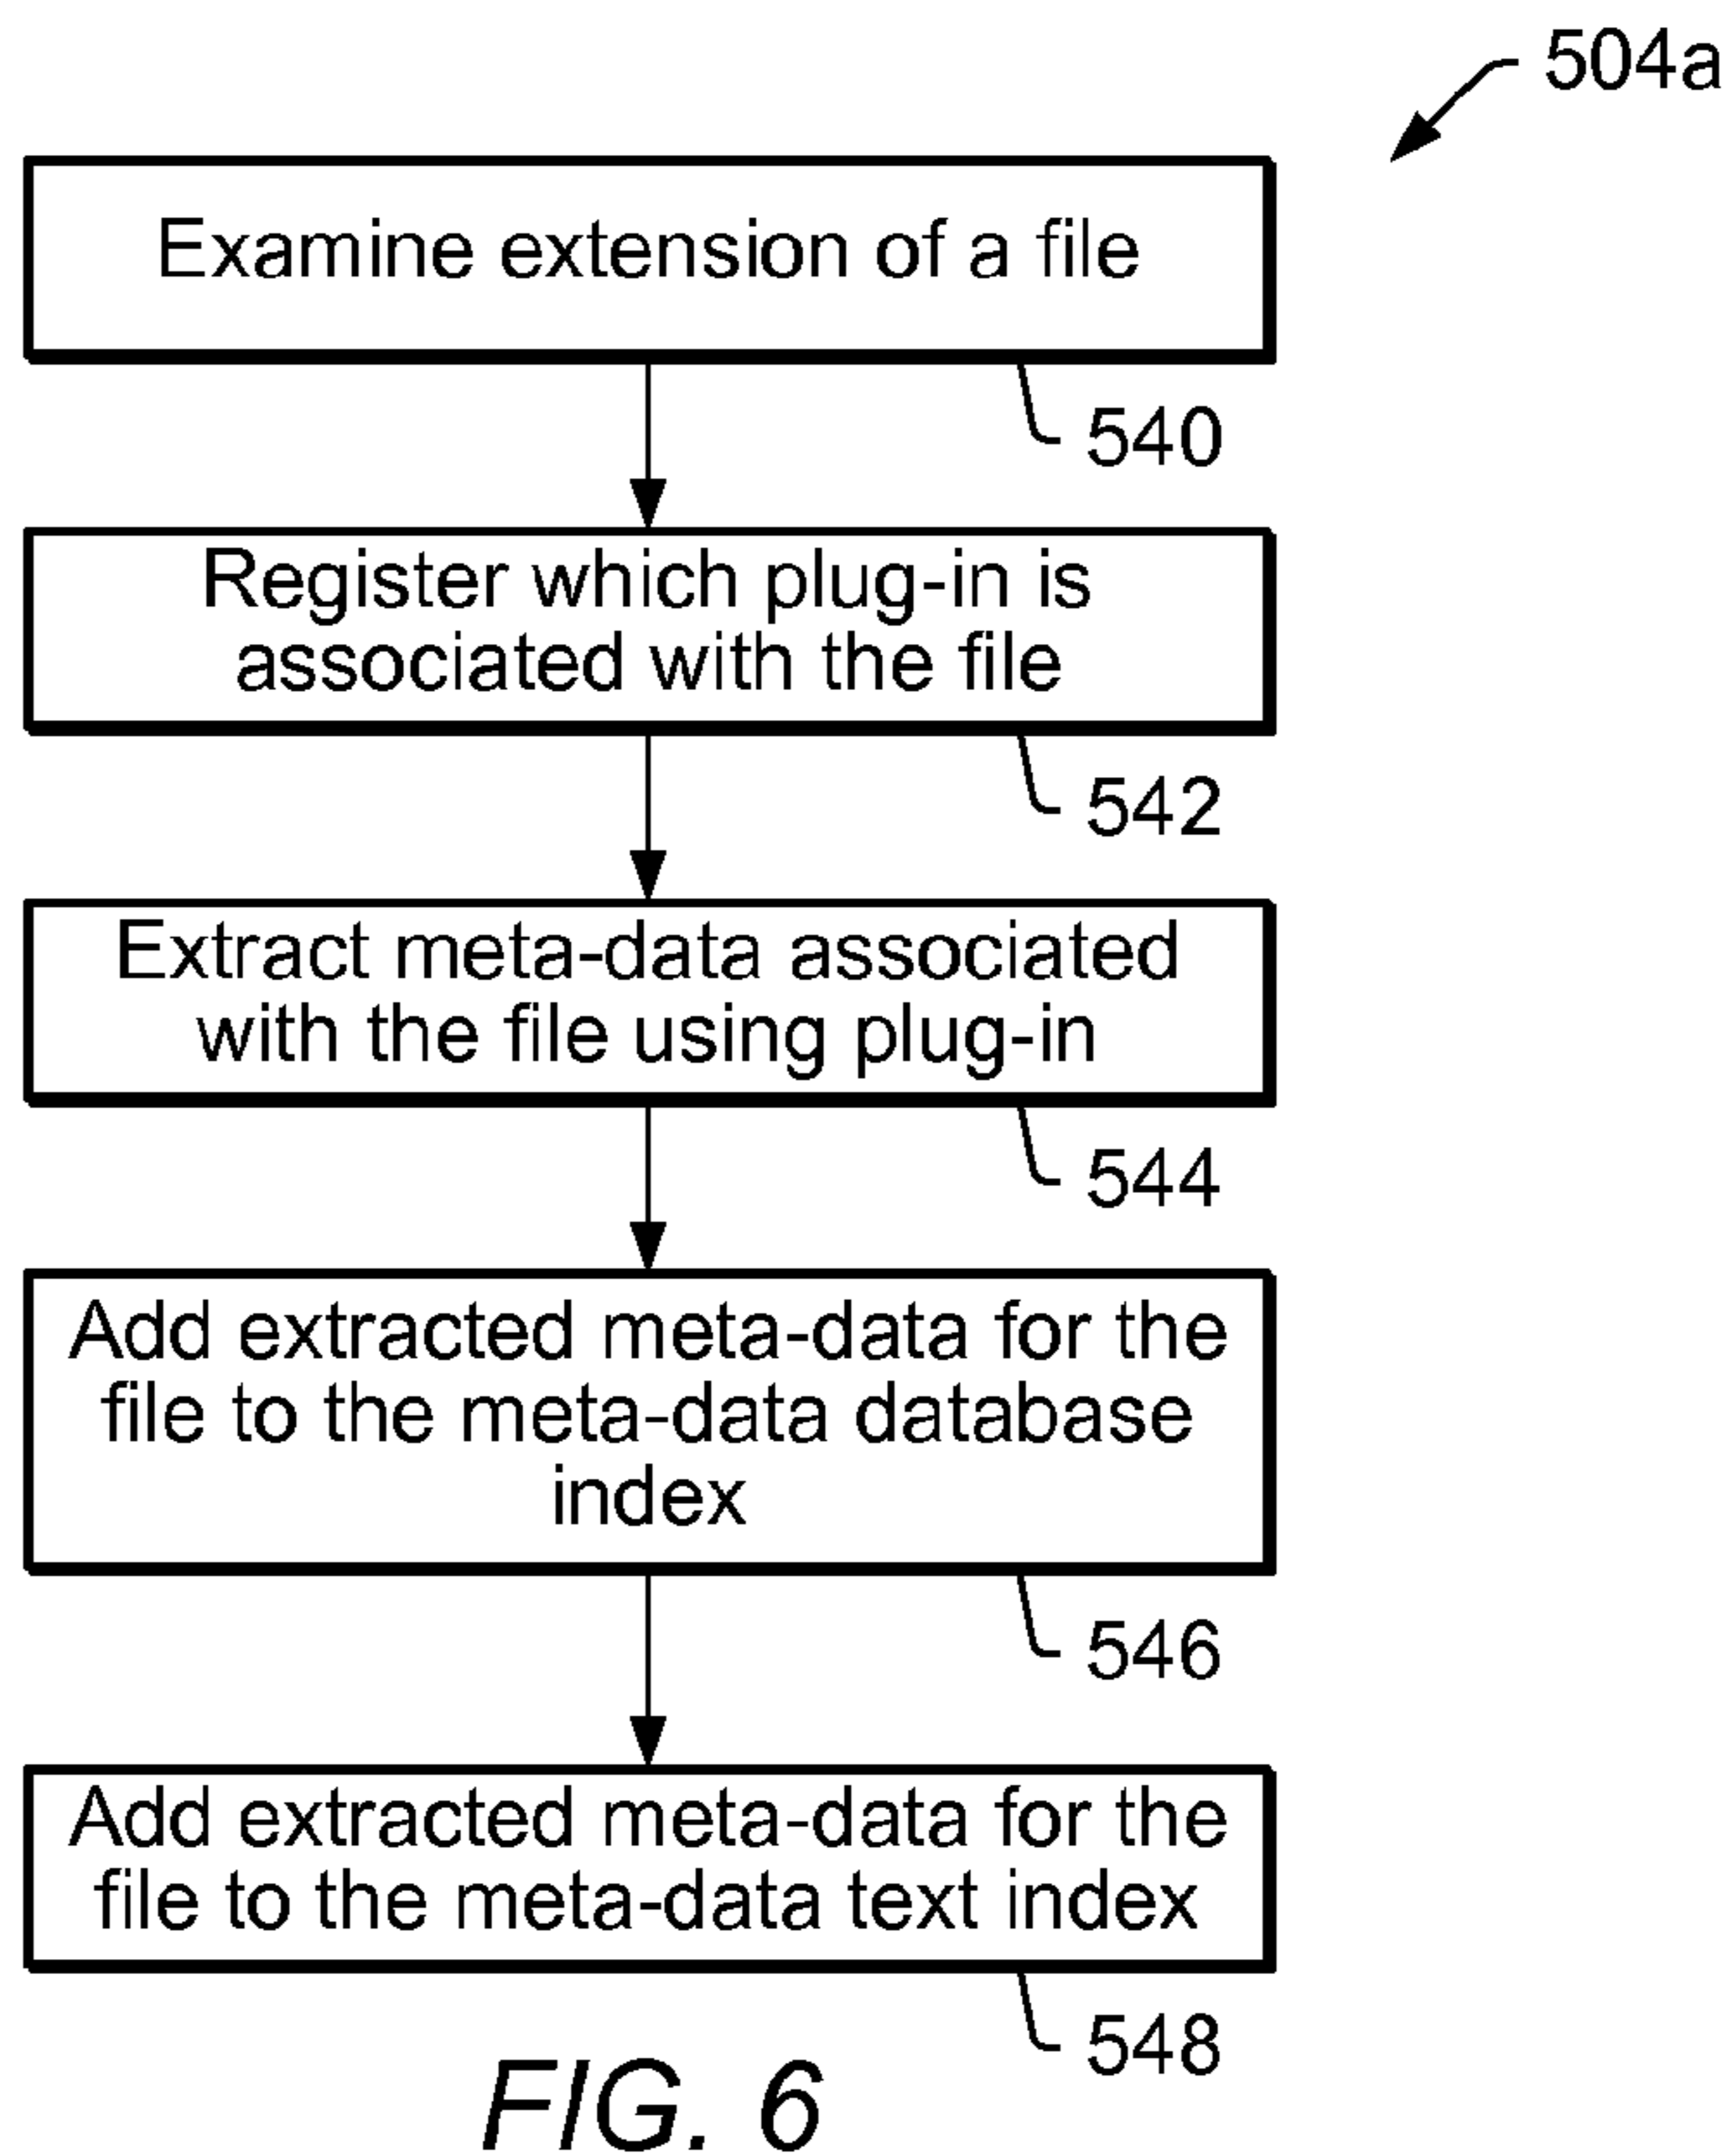 504a
Examine extension of a file
540
Register which plug-in is
associated with the file
542
Extract meta-data associated
with the file using plug-in
544
Add extracted meta-data for the
file to the meta-data database
index
546
Add extracted meta-data for the
file to the meta-data text index
548
FIG. 6